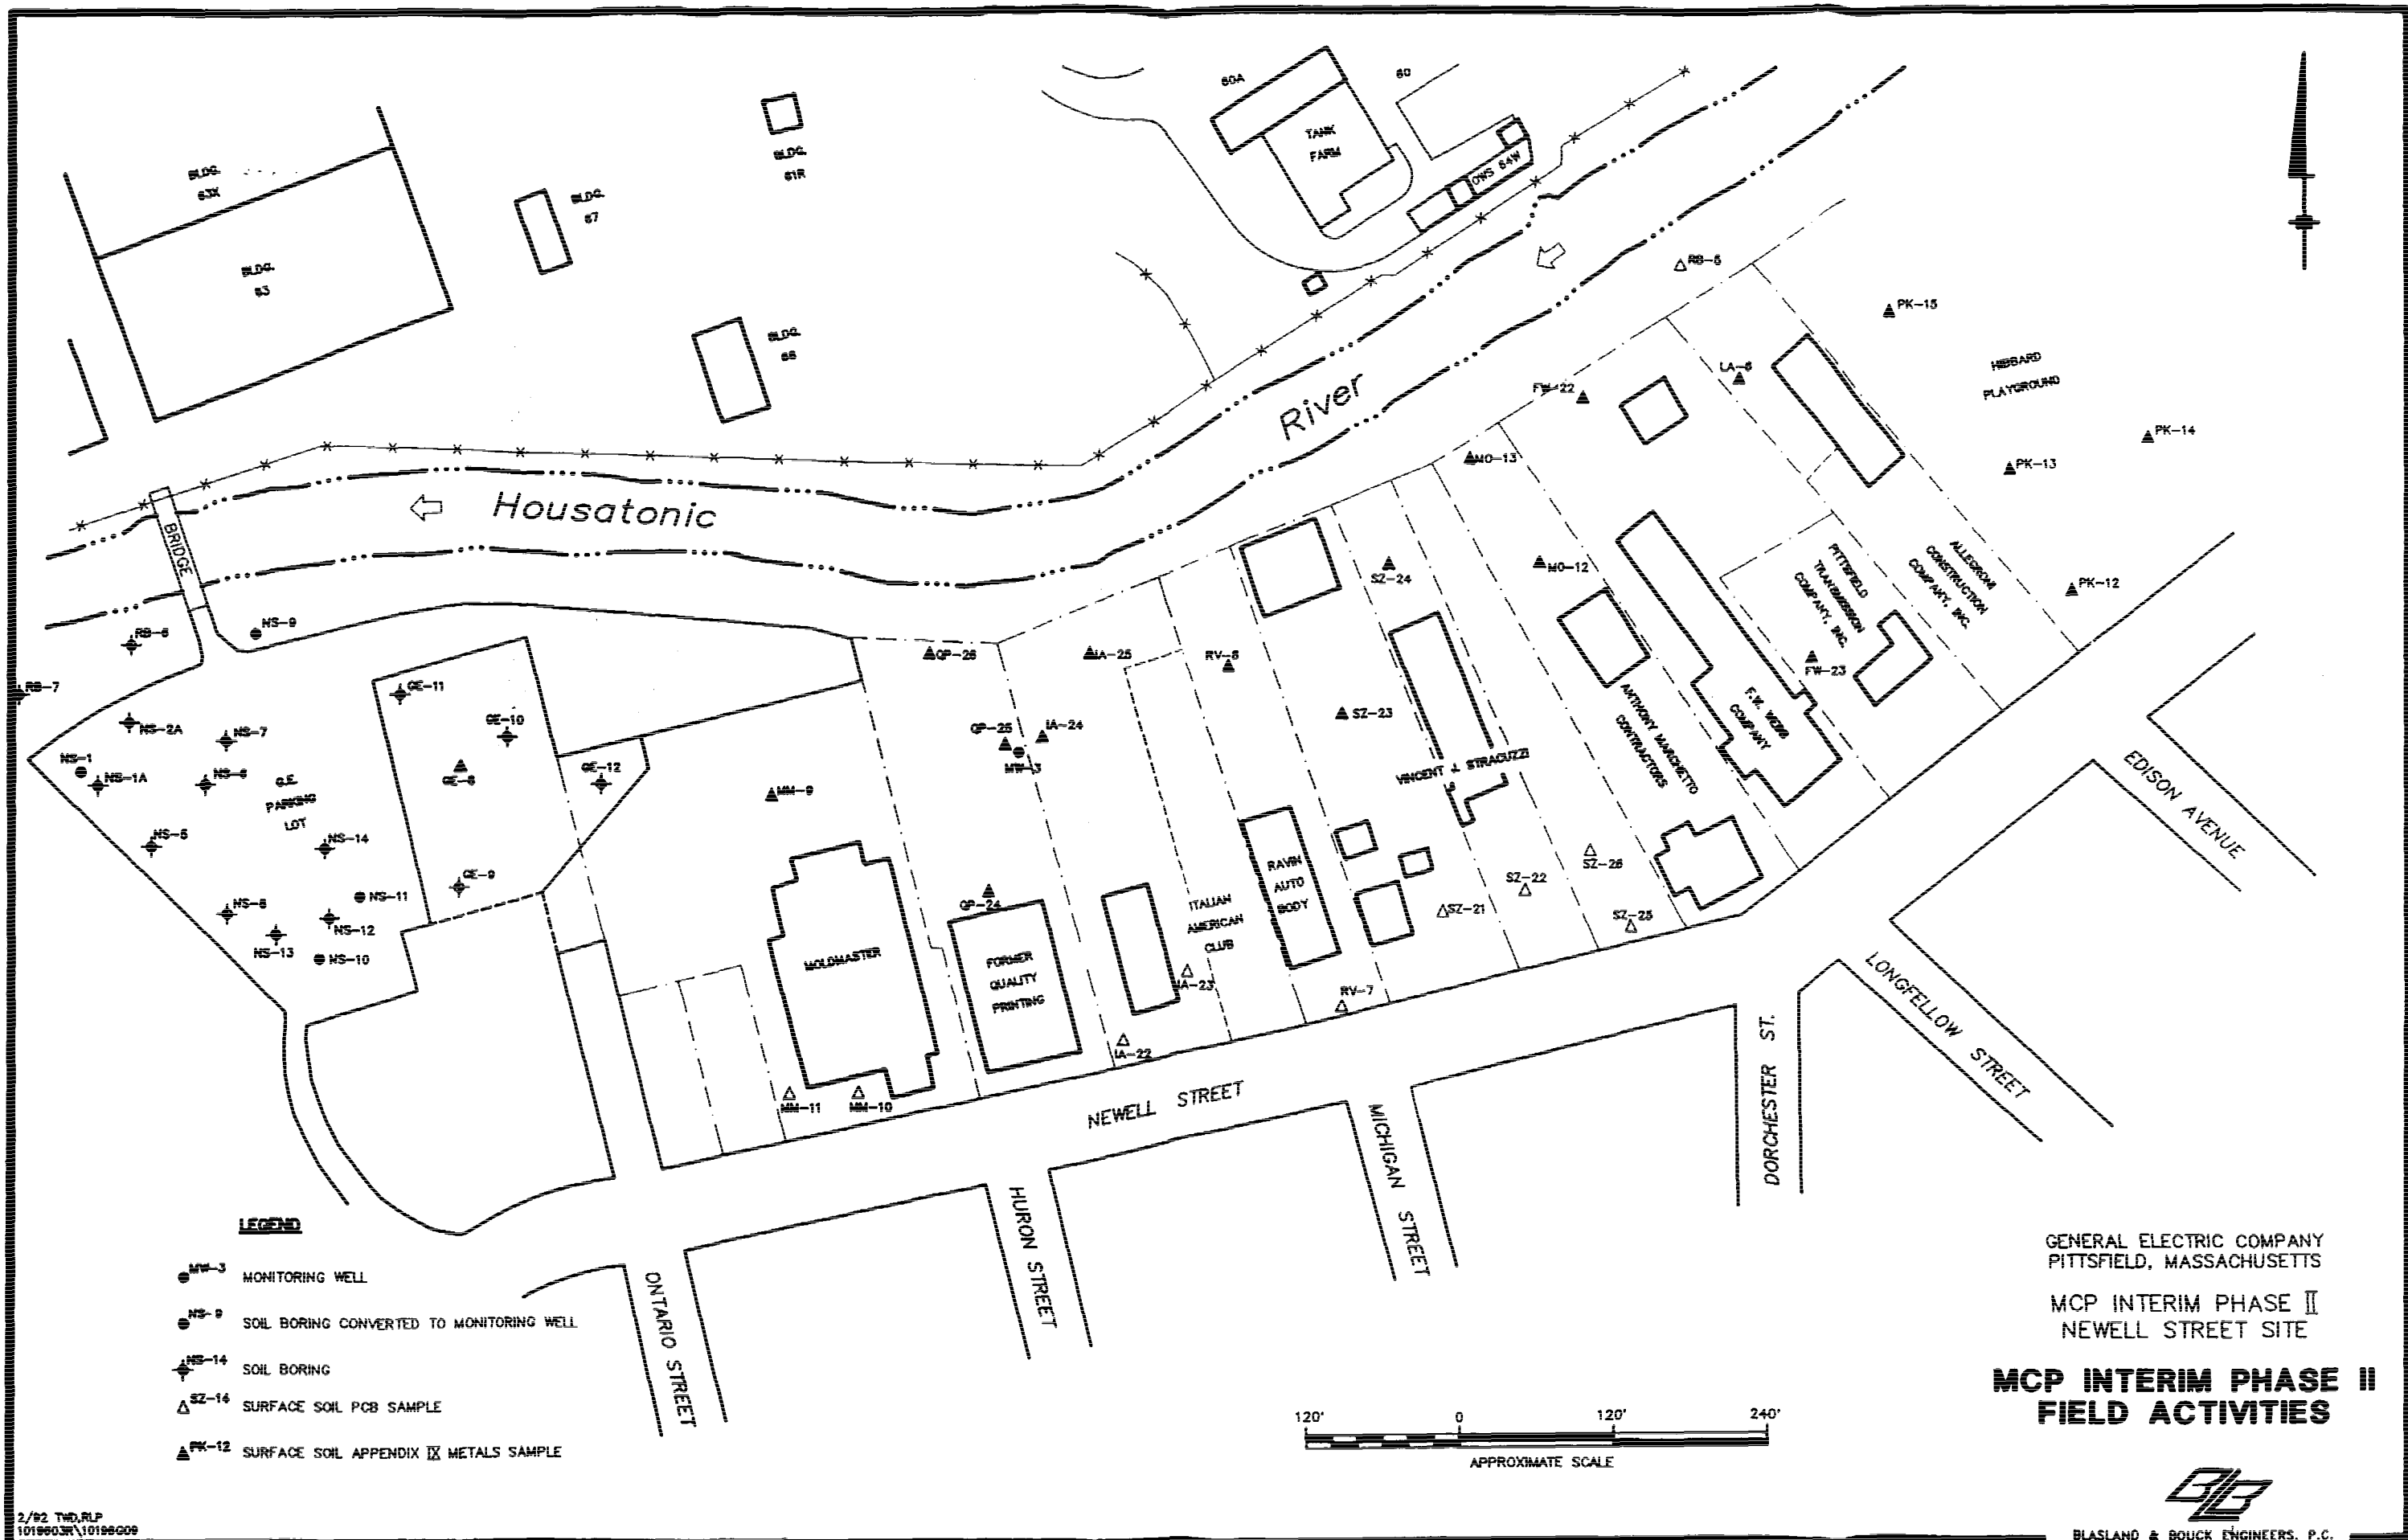 60A
60
TANK
FARM
OWS 64W
BLDG.
61R
BLDG.
63X
BLDG.
67
BLDG.
63
BLDG.
68
RB-5
PK-15
HIBBARD
PLAYGROUND
LA-6
FW-22
PK-14
PK-13
MO-13
River
Housatonic
BRIDGE
SZ-24
MO-12
PITTSFIELD
TRANSMISSION
COMPANY, INC.
ALLEGRONE
CONSTRUCTION
COMPANY, INC.
PK-12
NS-9
RB-6
RB-7
GE-11
QP-26
IA-25
RV-8
FW-23
NS-2A
NS-7
GE-10
QP-25
IA-24
MW-3
SZ-23
F.W. WEBB
COMPANY
ANTHONY MARCHETTO
CONTRACTORS
VINCENT J. STRACUZZI
NS-1
NS-1A
G.E.
PARKING
LOT
GE-8
GE-12
MM-9
EDISON AVENUE
NS-5
NS-14
GE-9
NS-11
NS-12
NS-13
NS-10
MOLDMASTER
QP-24
FORMER
QUALITY
PRINTING
ITALIAN
AMERICAN
CLUB
RAVIN
AUTO
BODY
SZ-26
SZ-22
SZ-21
SZ-25
IA-23
RV-7
IA-22
MM-11
MM-10
LONGFELLOW STREET
NEWELL STREET
MICHIGAN STREET
DORCHESTER ST.
HURON STREET
ONTARIO STREET
LEGEND
MW-3 MONITORING WELL
NS-9 SOIL BORING CONVERTED TO MONITORING WELL
NS-14 SOIL BORING
SZ-14 SURFACE SOIL PCB SAMPLE
PK-12 SURFACE SOIL APPENDIX IX METALS SAMPLE
120' 0 120' 240'
APPROXIMATE SCALE
GENERAL ELECTRIC COMPANY
PITTSFIELD, MASSACHUSETTS
MCP INTERIM PHASE II
NEWELL STREET SITE
MCP INTERIM PHASE II
FIELD ACTIVITIES
BLASLAND & BOUCK ENGINEERS, P.C.
2/92 TWD,RLP